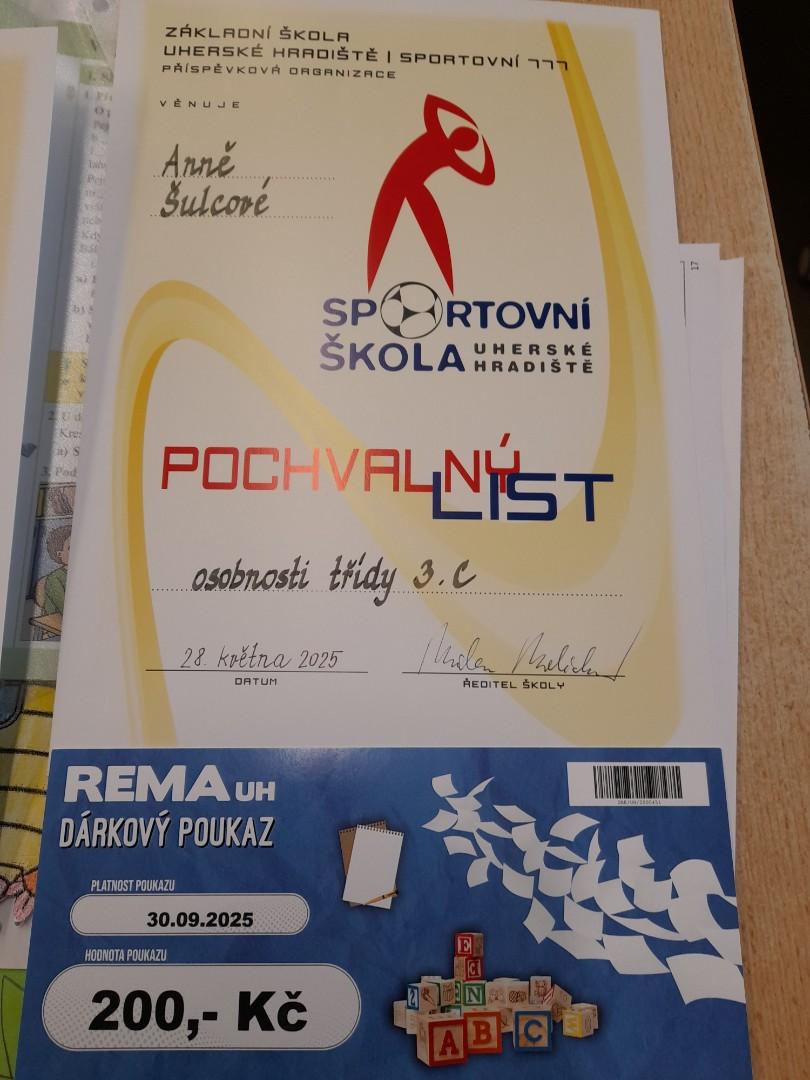 ZÁKLADNÍ ŠKOLA
UHERSKÉ HRADIŠTĚ | SPORTOVNÍ 777
PŘÍSPĚVKOVÁ ORGANIZACE
VĚNUJE
Anně
Šulcové
SPORTOVNÍ
ŠKOLA UHERSKÉ HRADIŠTĚ
POCHVALNÝ
LIST
osobnosti třídy 3.C
28. května 2025
DATUM
ŘEDITEL ŠKOLY
17
REMA UH
DÁRKOVÝ POUKAZ
PLATNOST POUKAZU
30.09.2025
HODNOTA POUKAZU
200,- Kč
E
N
A B C